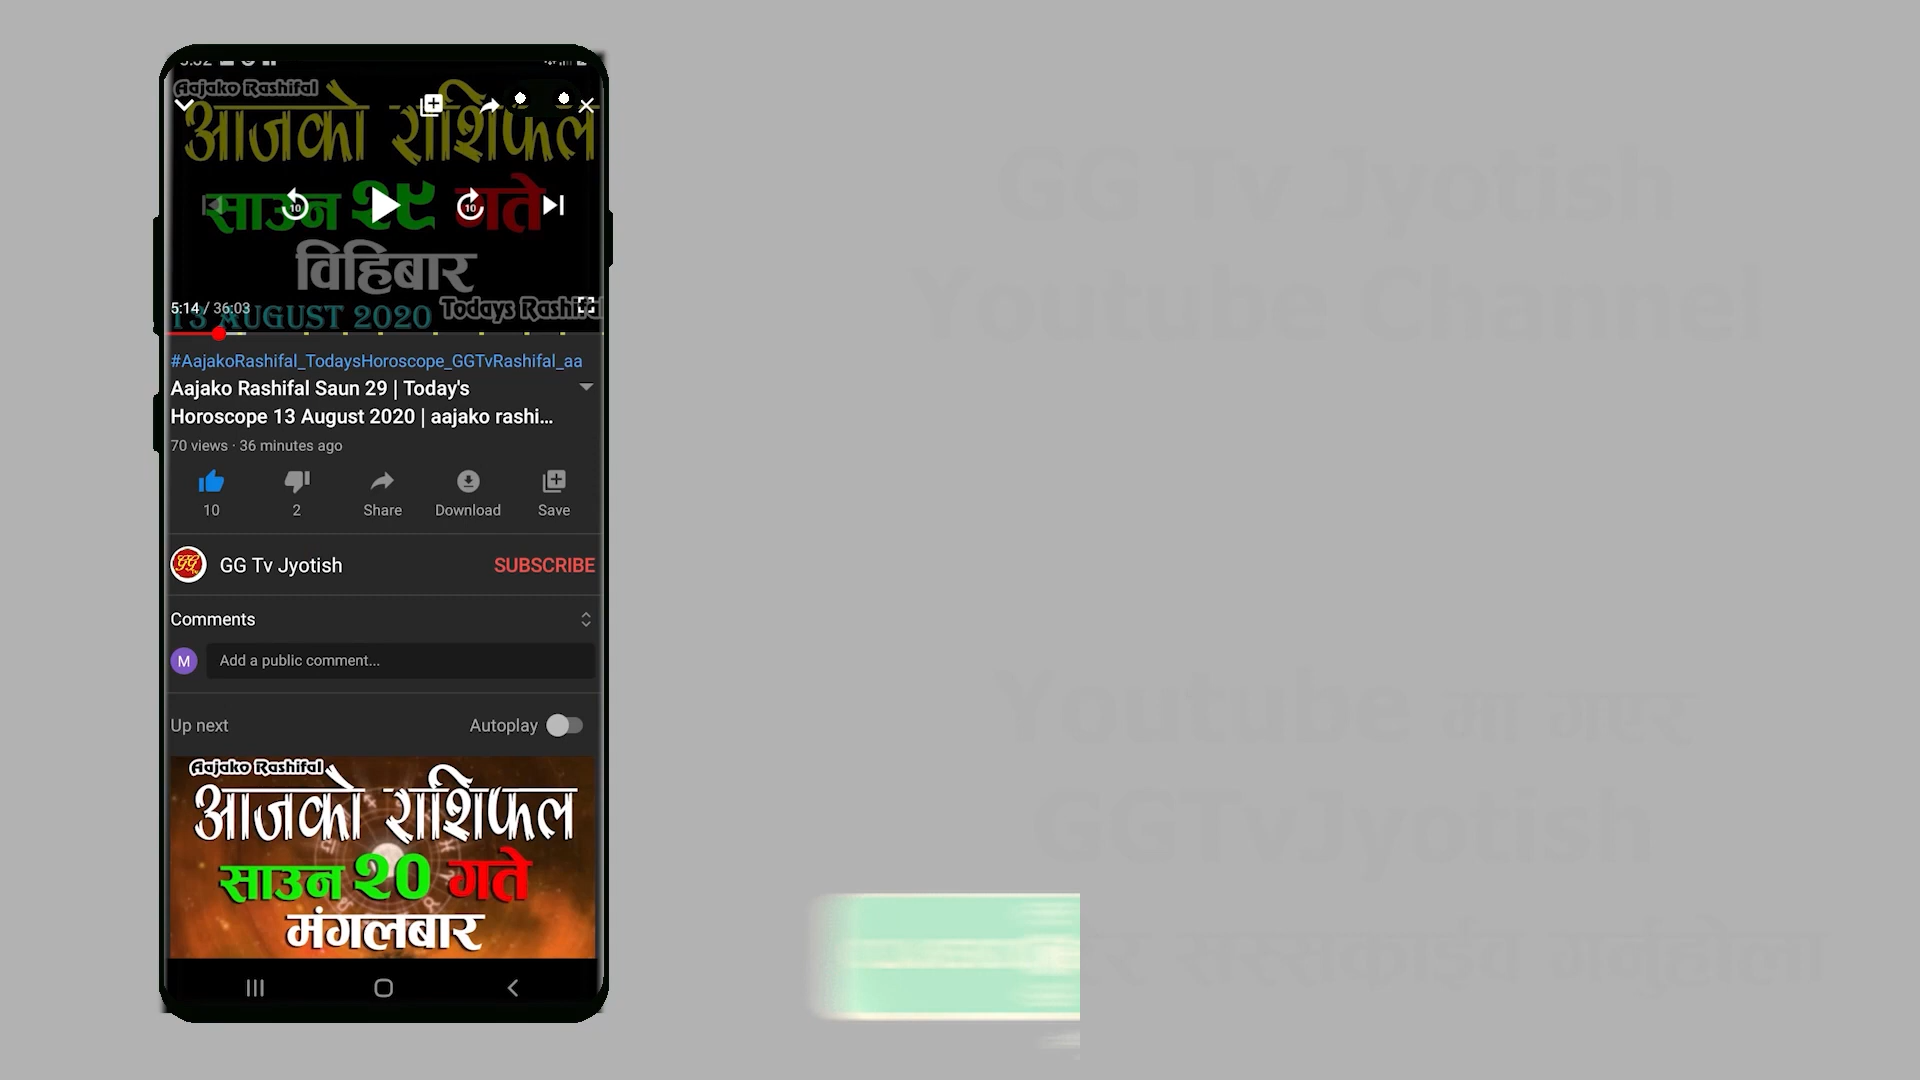 Aajako Rashifal
आजको राशिफल
साउन २९ गते
विहिबार
5:14 / 36:03
13 AUGUST 2020
Todays Rashifa
#AajakoRashifal_TodaysHoroscope_GGTvRashifal_aa
Aajako Rashifal Saun 29 | Today's
Horoscope 13 August 2020 | aajako rashi...
70 views · 36 minutes ago
10
2
Share
Download
Save
GG Tv Jyotish
SUBSCRIBE
Comments
M
Add a public comment...
Up next
Autoplay
Aajako Rashifal
आजको राशिफल
साउन २० गते
मंगलबार
GG Tv Jyotish
Youtube Channel
Youtube मा गएर
GGTvJyotish